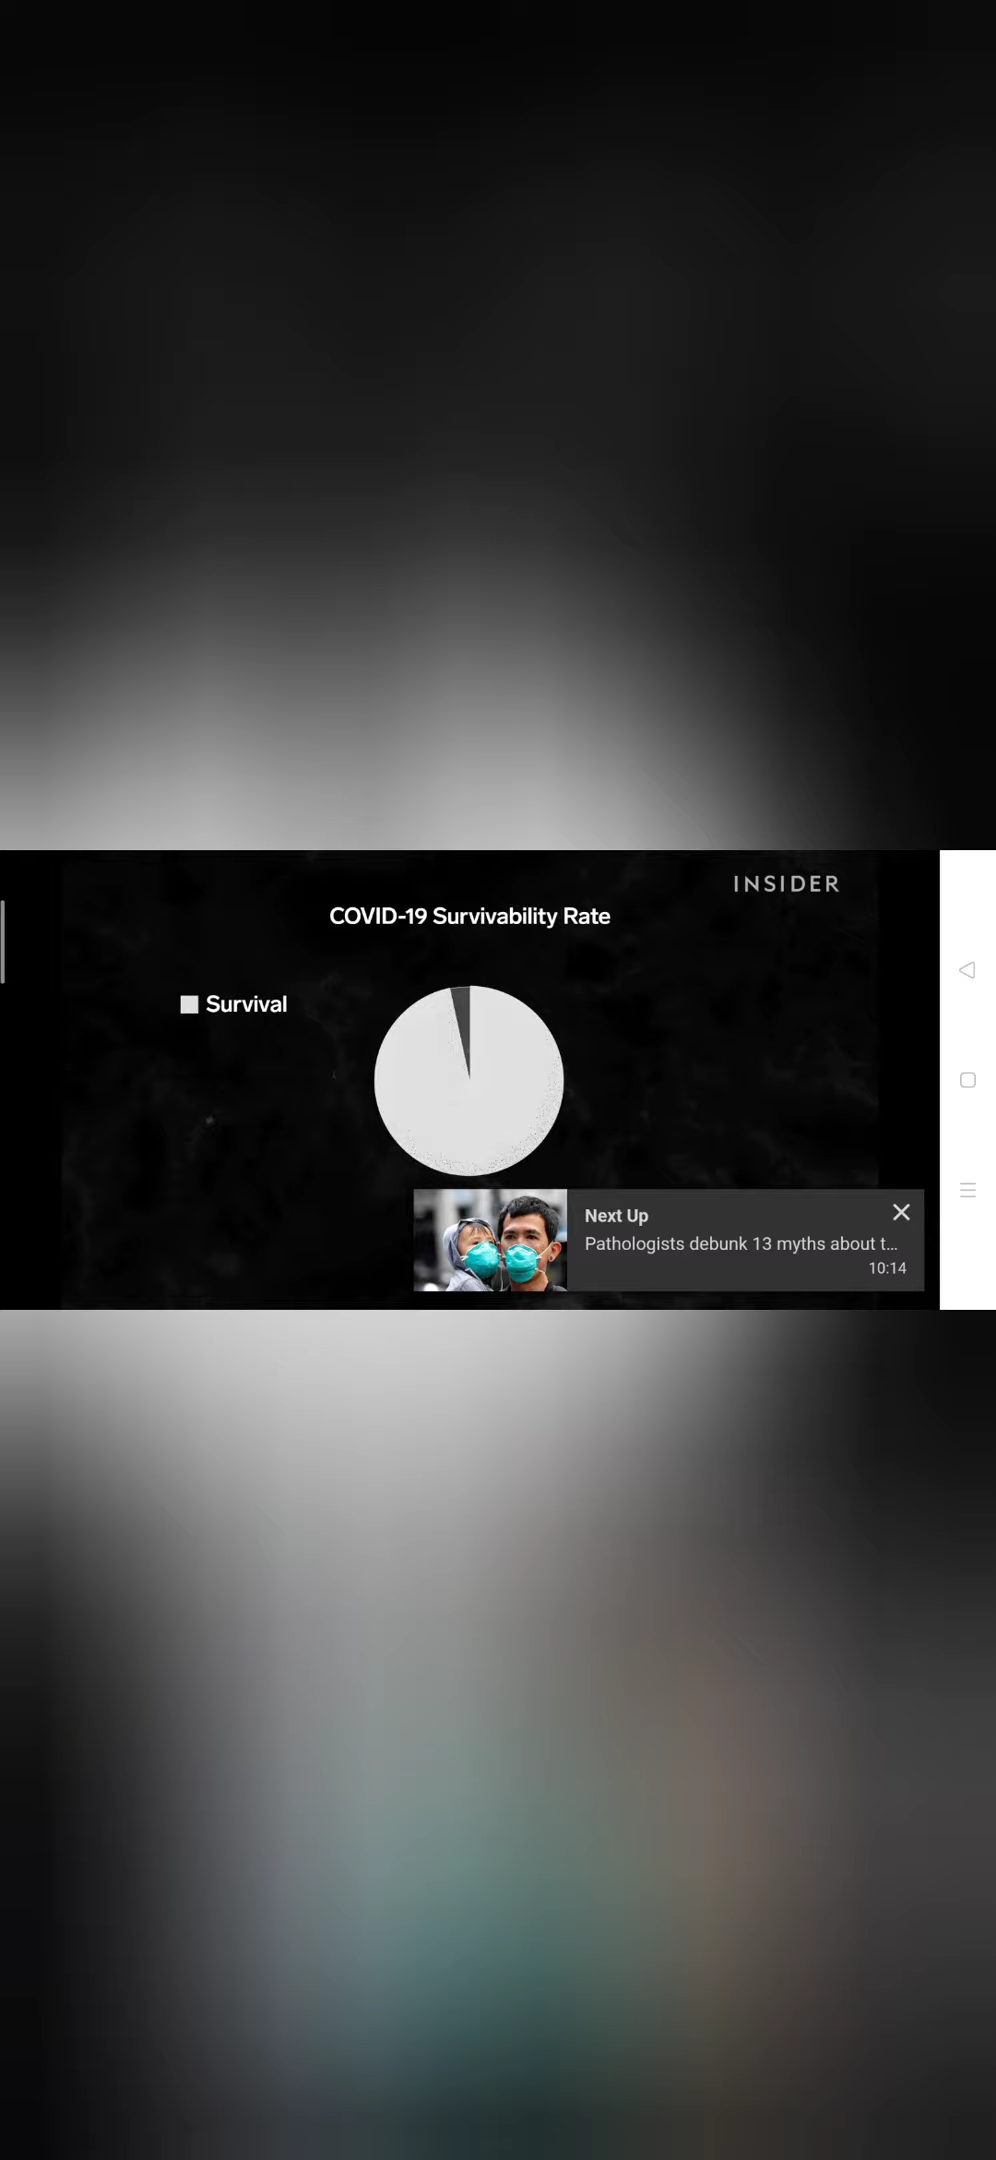 INSIDER
COVID-19 Survivability Rate
Survival
Next Up
Pathologists debunk 13 myths about t...
10:14